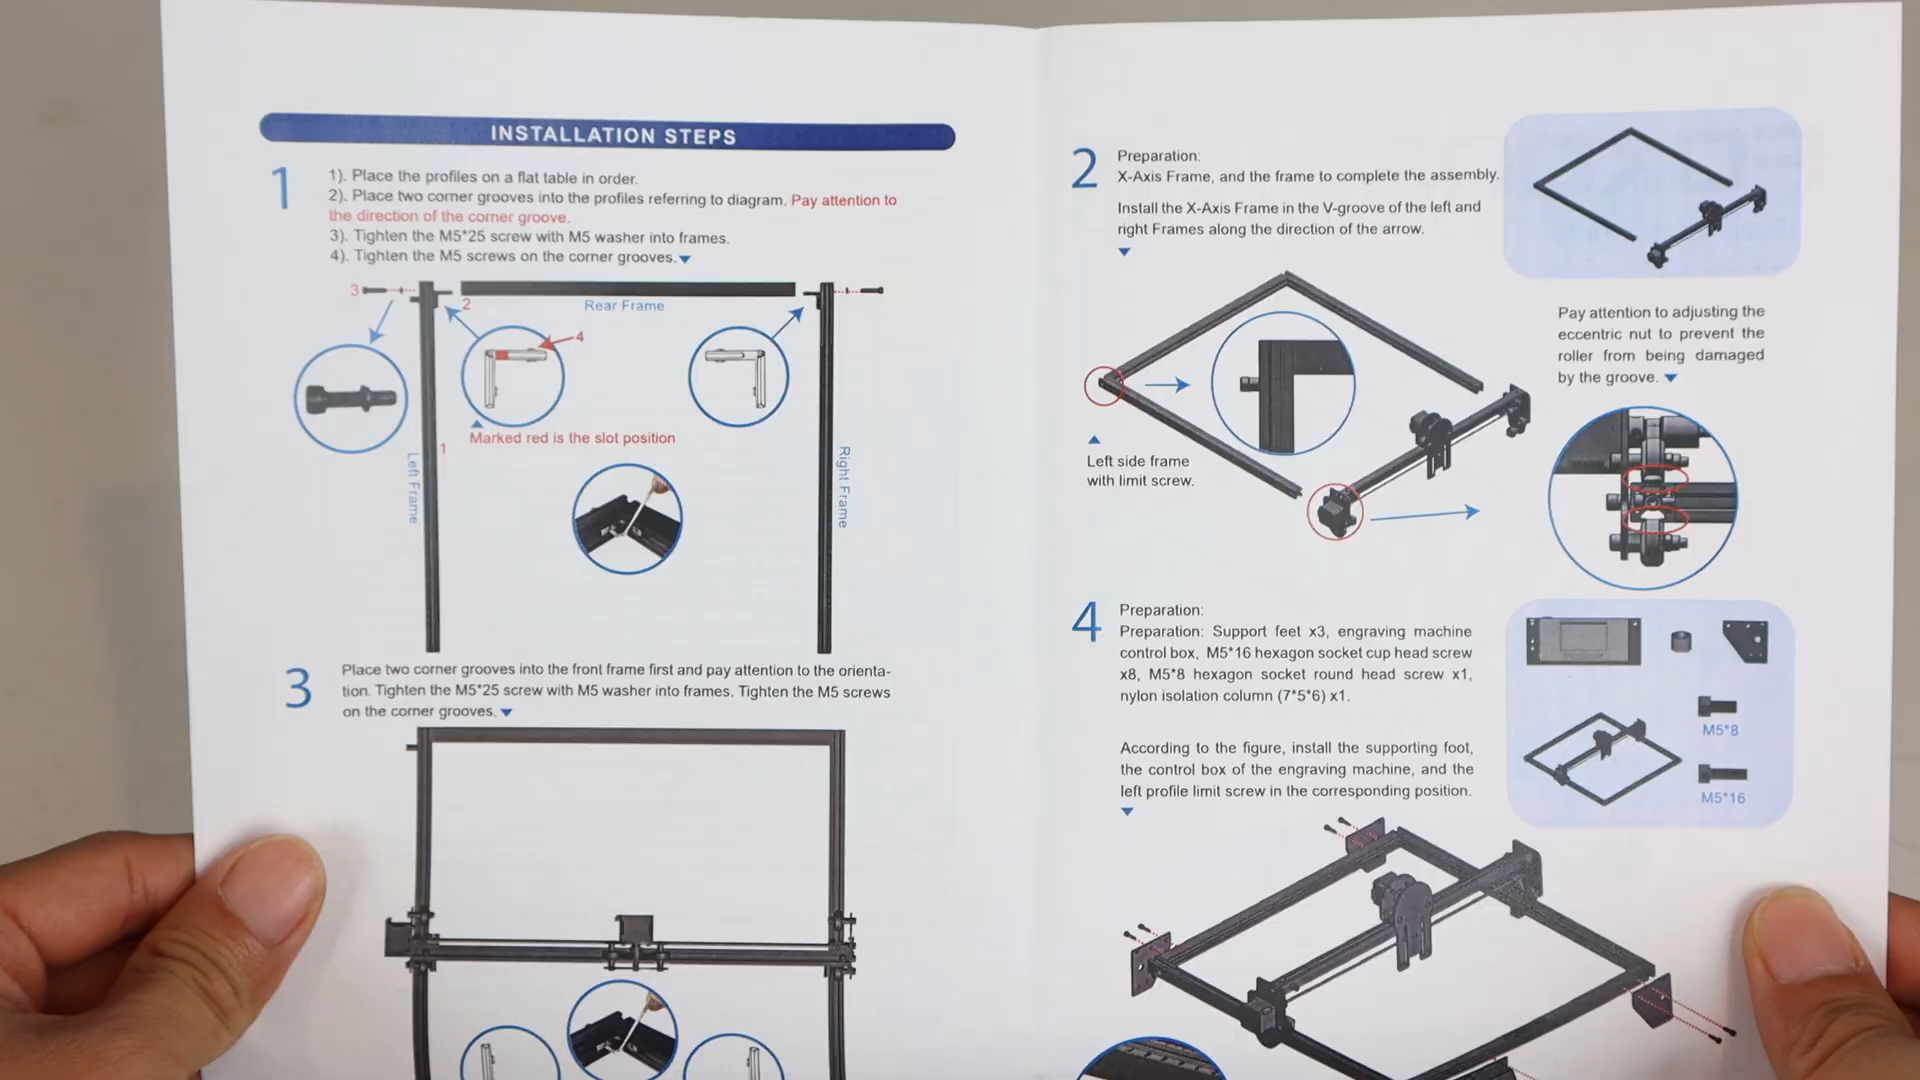 INSTALLATION STEPS
1
1). Place the profiles on a flat table in order.
2). Place two corner grooves into the profiles referring to diagram. Pay attention to
the direction of the corner groove.
3). Tighten the M5*25 screw with M5 washer into frames.
4). Tighten the M5 screws on the corner grooves.
3
2
Rear Frame
4
Marked red is the slot position
1
Left Frame
Right Frame
3
Place two corner grooves into the front frame first and pay attention to the orienta-
tion. Tighten the M5*25 screw with M5 washer into frames. Tighten the M5 screws
on the corner grooves.
2
Preparation:
X-Axis Frame, and the frame to complete the assembly.
Install the X-Axis Frame in the V-groove of the left and
right Frames along the direction of the arrow.
Pay attention to adjusting the
eccentric nut to prevent the
roller from being damaged
by the groove.
Left side frame
with limit screw.
4
Preparation:
Preparation: Support feet x3, engraving machine
control box, M5*16 hexagon socket cup head screw
x8, M5*8 hexagon socket round head screw x1,
nylon isolation column (7*5*6) x1.
According to the figure, install the supporting foot,
the control box of the engraving machine, and the
left profile limit screw in the corresponding position.
M5*8
M5*16